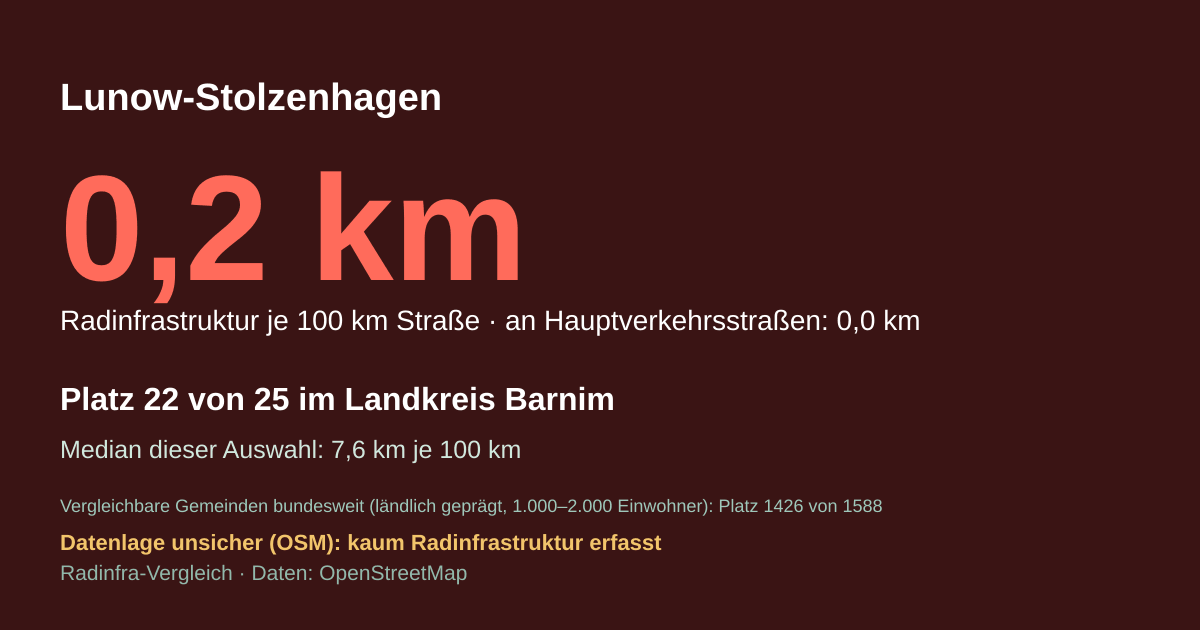 Lunow-Stolzenhagen
0,2 km
Radinfrastruktur je 100 km Straße · an Hauptverkehrsstraßen: 0,0 km
Platz 22 von 25 im Landkreis Barnim
Median dieser Auswahl: 7,6 km je 100 km
Vergleichbare Gemeinden bundesweit (ländlich geprägt, 1.000–2.000 Einwohner): Platz 1426 von 1588
Datenlage unsicher (OSM): kaum Radinfrastruktur erfasst
Radinfra-Vergleich · Daten: OpenStreetMap